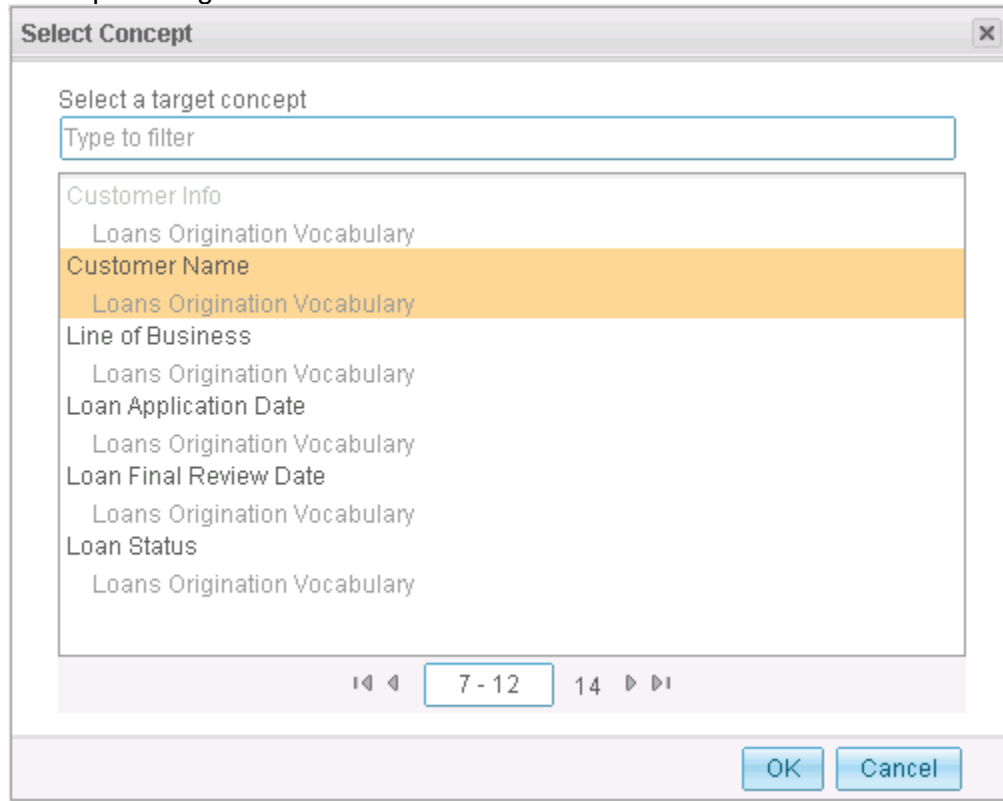 Select Concept
Select a target concept
Type to filter
Customer Info
Loans Origination Vocabulary
Customer Name
Loans Origination Vocabulary
Line of Business
Loans Origination Vocabulary
Loan Application Date
Loans Origination Vocabulary
Loan Final Review Date
Loans Origination Vocabulary
Loan Status
Loans Origination Vocabulary
7 - 12 14
OK Cancel